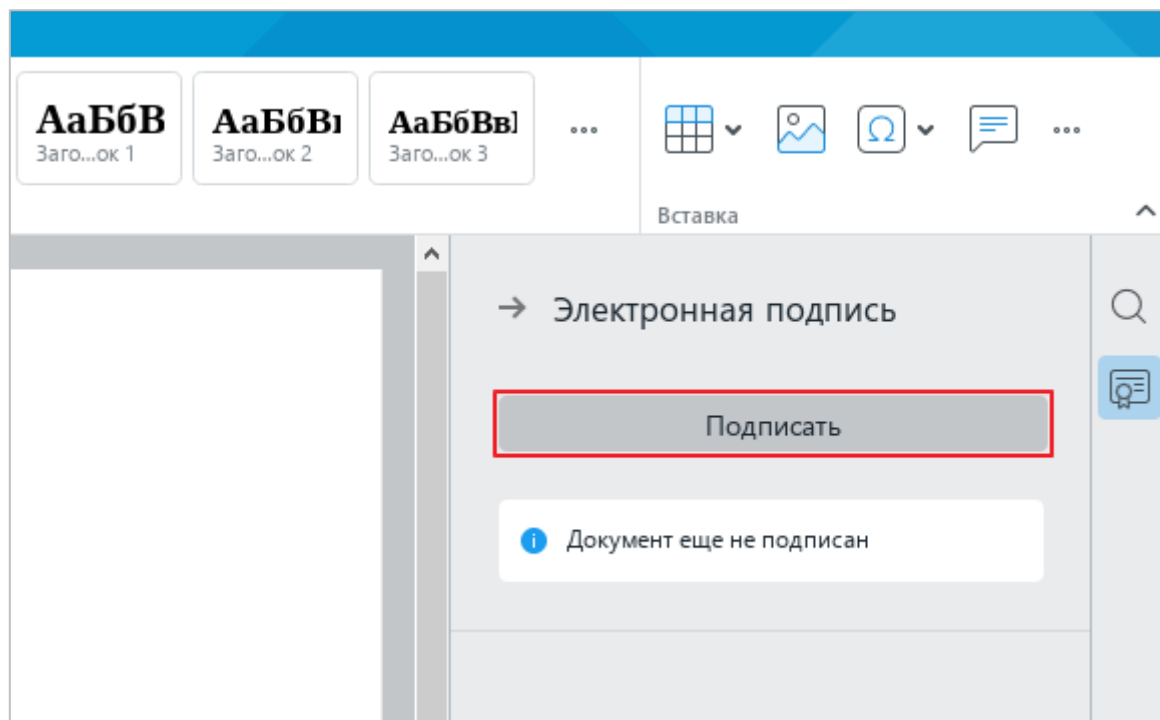 АаБбВ АаБбВı АаБбВв
Заго...ок 1 Заго...ок 2 Заго...ок 3
Вставка
Электронная подпись
Подписать
Документ еще не подписан